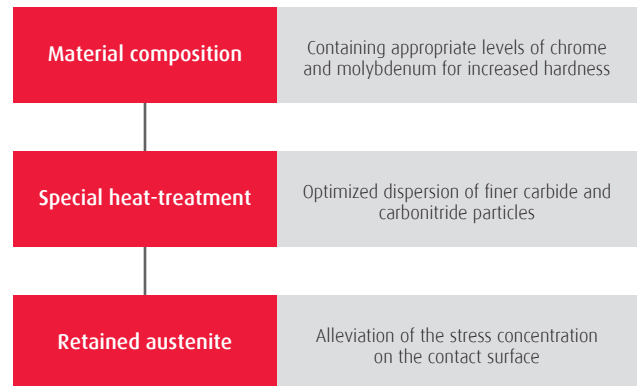 Material composition
Containing appropriate levels of chrome
and molybdenum for increased hardness
Special heat-treatment
Optimized dispersion of finer carbide and
carbonitride particles
Retained austenite
Alleviation of the stress concentration
on the contact surface